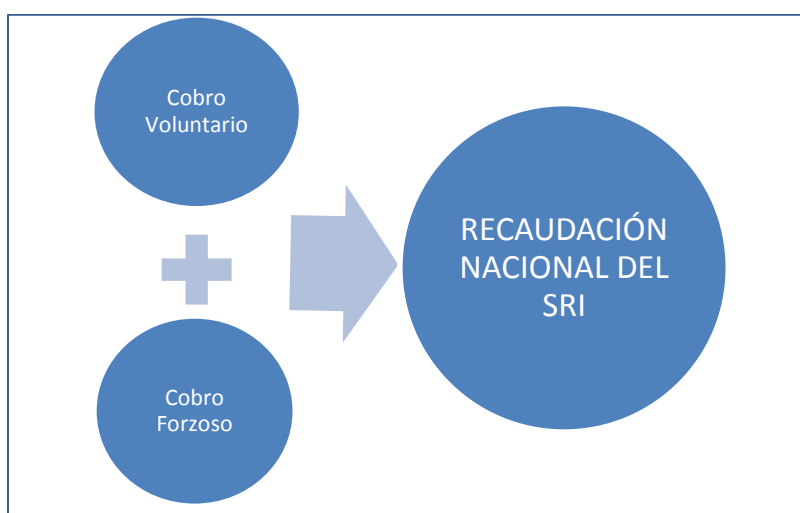 Cobro
Voluntario
Cobro
Forzoso
RECAUDACIÓN
NACIONAL DEL
SRI